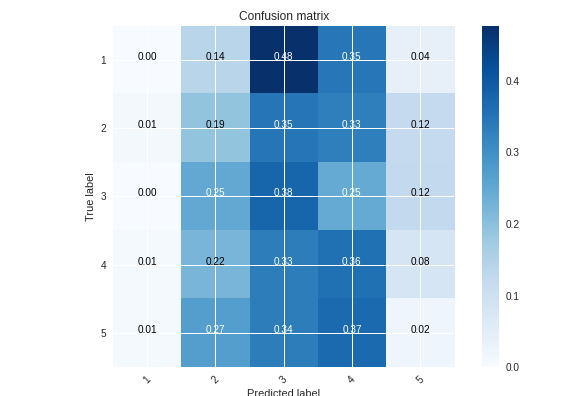 Confusion matrix
1 0.00 0.14 0.48 0.35 0.04
2 0.01 0.19 0.35 0.33 0.12
3 0.00 0.25 0.38 0.25 0.12
4 0.01 0.22 0.33 0.36 0.08
5 0.01 0.27 0.34 0.37 0.02
True label
1 2 3 4 5
Predicted label
0.4
0.3
0.2
0.1
0.0